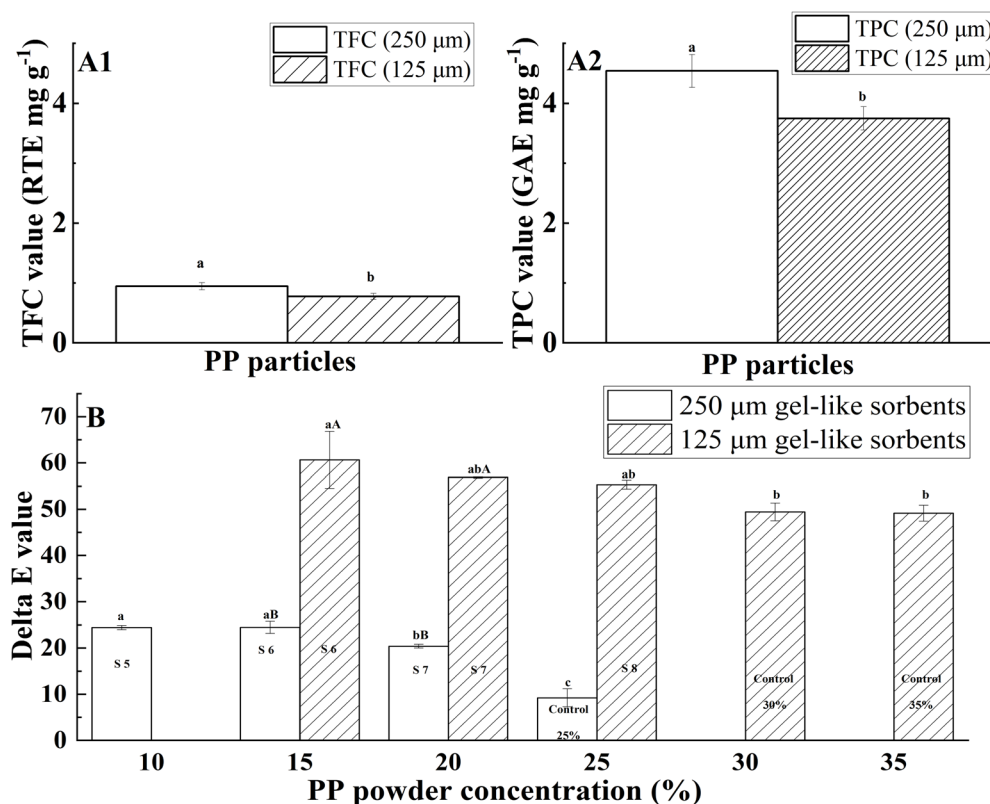 A1
TFC (250 μm)
TFC (125 μm)
TFC value (RTE mg g⁻¹)
4
2
0
a
b
PP particles
A2
TPC (250 μm)
TPC (125 μm)
TPC value (GAE mg g⁻¹)
4
2
0
a
b
PP particles
B
250 μm gel-like sorbents
125 μm gel-like sorbents
Delta E value
70
60
50
40
30
20
10
0
a
S 5
aB
S 6
aA
S 6
bB
S 7
abA
S 7
c
Control
25%
ab
S 8
b
Control
30%
b
Control
35%
10 15 20 25 30 35
PP powder concentration (%)